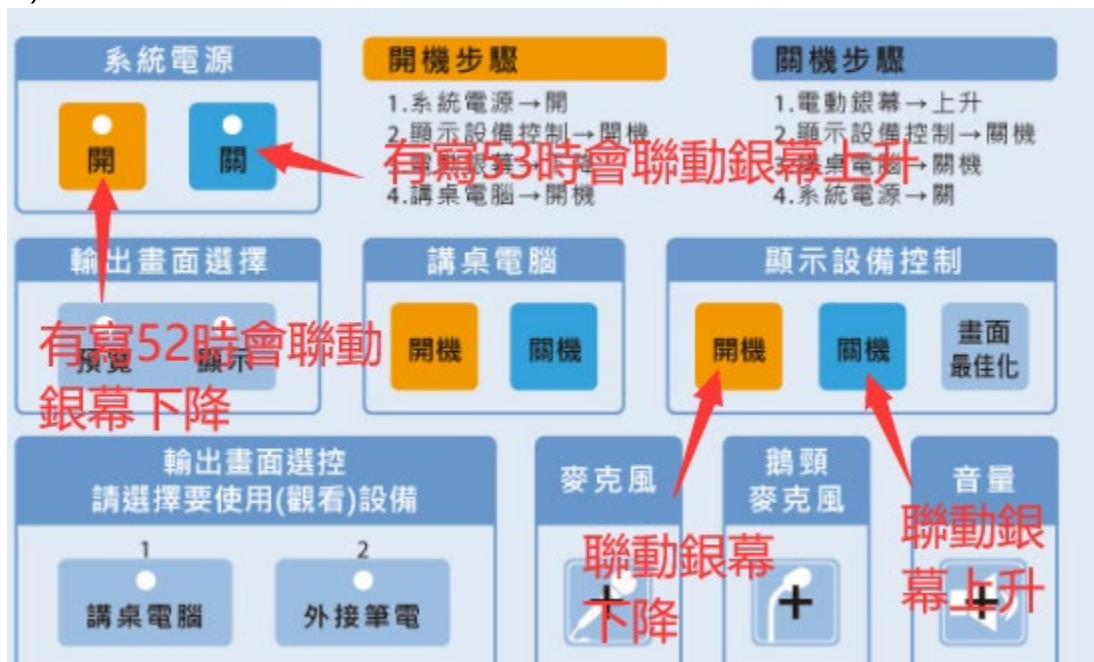 系統電源
開
關
開機步驟
1.系統電源→開
2.顯示設備控制→開機
4.講桌電腦→開機
關機步驟
1.電動銀幕→上升
2.顯示設備控制→關機
4.系統電源→關
有寫53時會聯動銀幕上升
輸出畫面選擇
預覽
顯示
有寫52時會聯動
銀幕下降
講桌電腦
開機
關機
顯示設備控制
開機
關機
畫面
最佳化
輸出畫面選控
請選擇要使用(觀看)設備
1
講桌電腦
2
外接筆電
麥克風
+
鵝頸
麥克風
+
音量
+
聯動銀幕
下降
聯動銀
幕上升